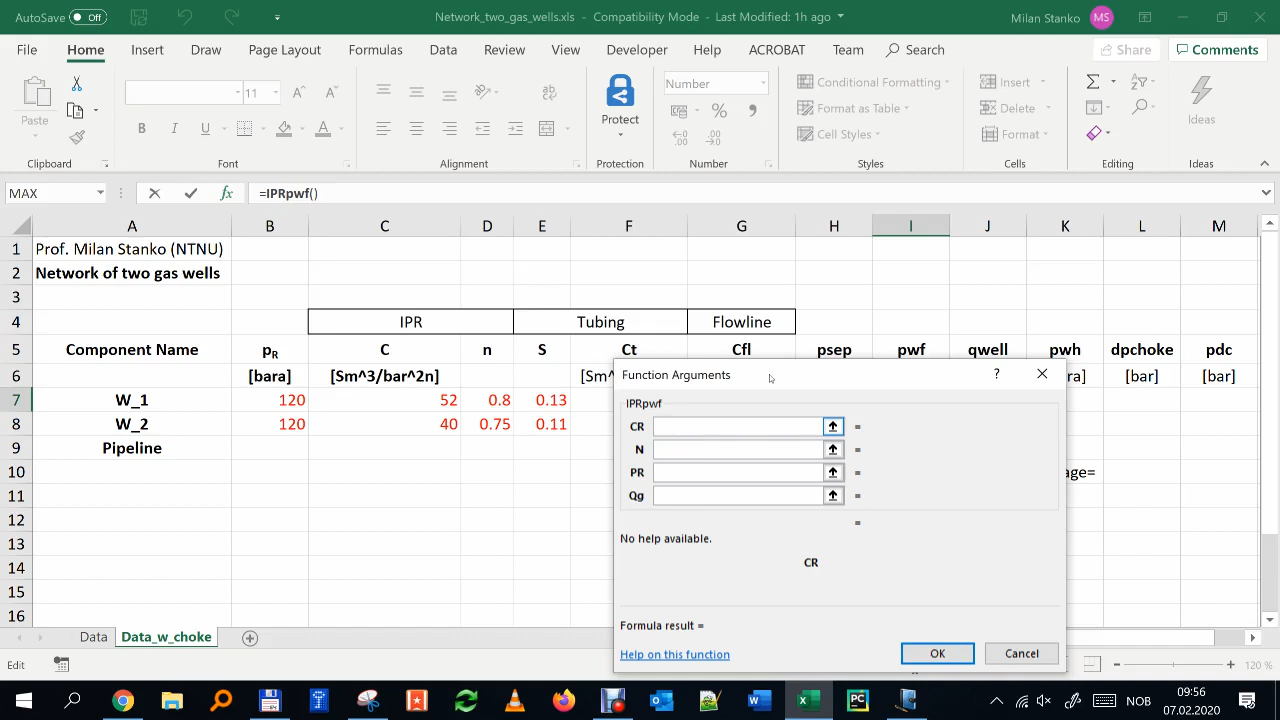 AutoSave Off
Network_two_gas_wells.xls - Compatibility Mode - Last Modified: 1h ago
Milan Stanko MS
File Home Insert Draw Page Layout Formulas Data Review View Developer Help ACROBAT Team Search Share Comments
Paste
11
B I U
Protect
Number
Conditional Formatting
Format as Table
Cell Styles
Insert
Delete
Format
Ideas
Clipboard Font Alignment Protection Number Styles Cells Editing Ideas
MAX fx =IPRpwf()
A B C D E F G H I J K L M
1 Prof. Milan Stanko (NTNU)
2 Network of two gas wells
3
4 IPR Tubing Flowline
5 Component Name pR C n S Ct Cfl psep pwf qwell pwh dpchoke pdc
6 [bara] [Sm^3/bar^2n] [bar] [bar]
7 W_1 120 52 0.8 0.13
8 W_2 120 40 0.75 0.11
9 Pipeline
10
11
12
13
14
15
16
Function Arguments ?
IPRpwf
CR =
N =
PR =
Qg =
=
No help available.
CR
Formula result =
Help on this function OK Cancel
Data Data_w_choke
Edit 120 %
NOB 09:56
07.02.2020